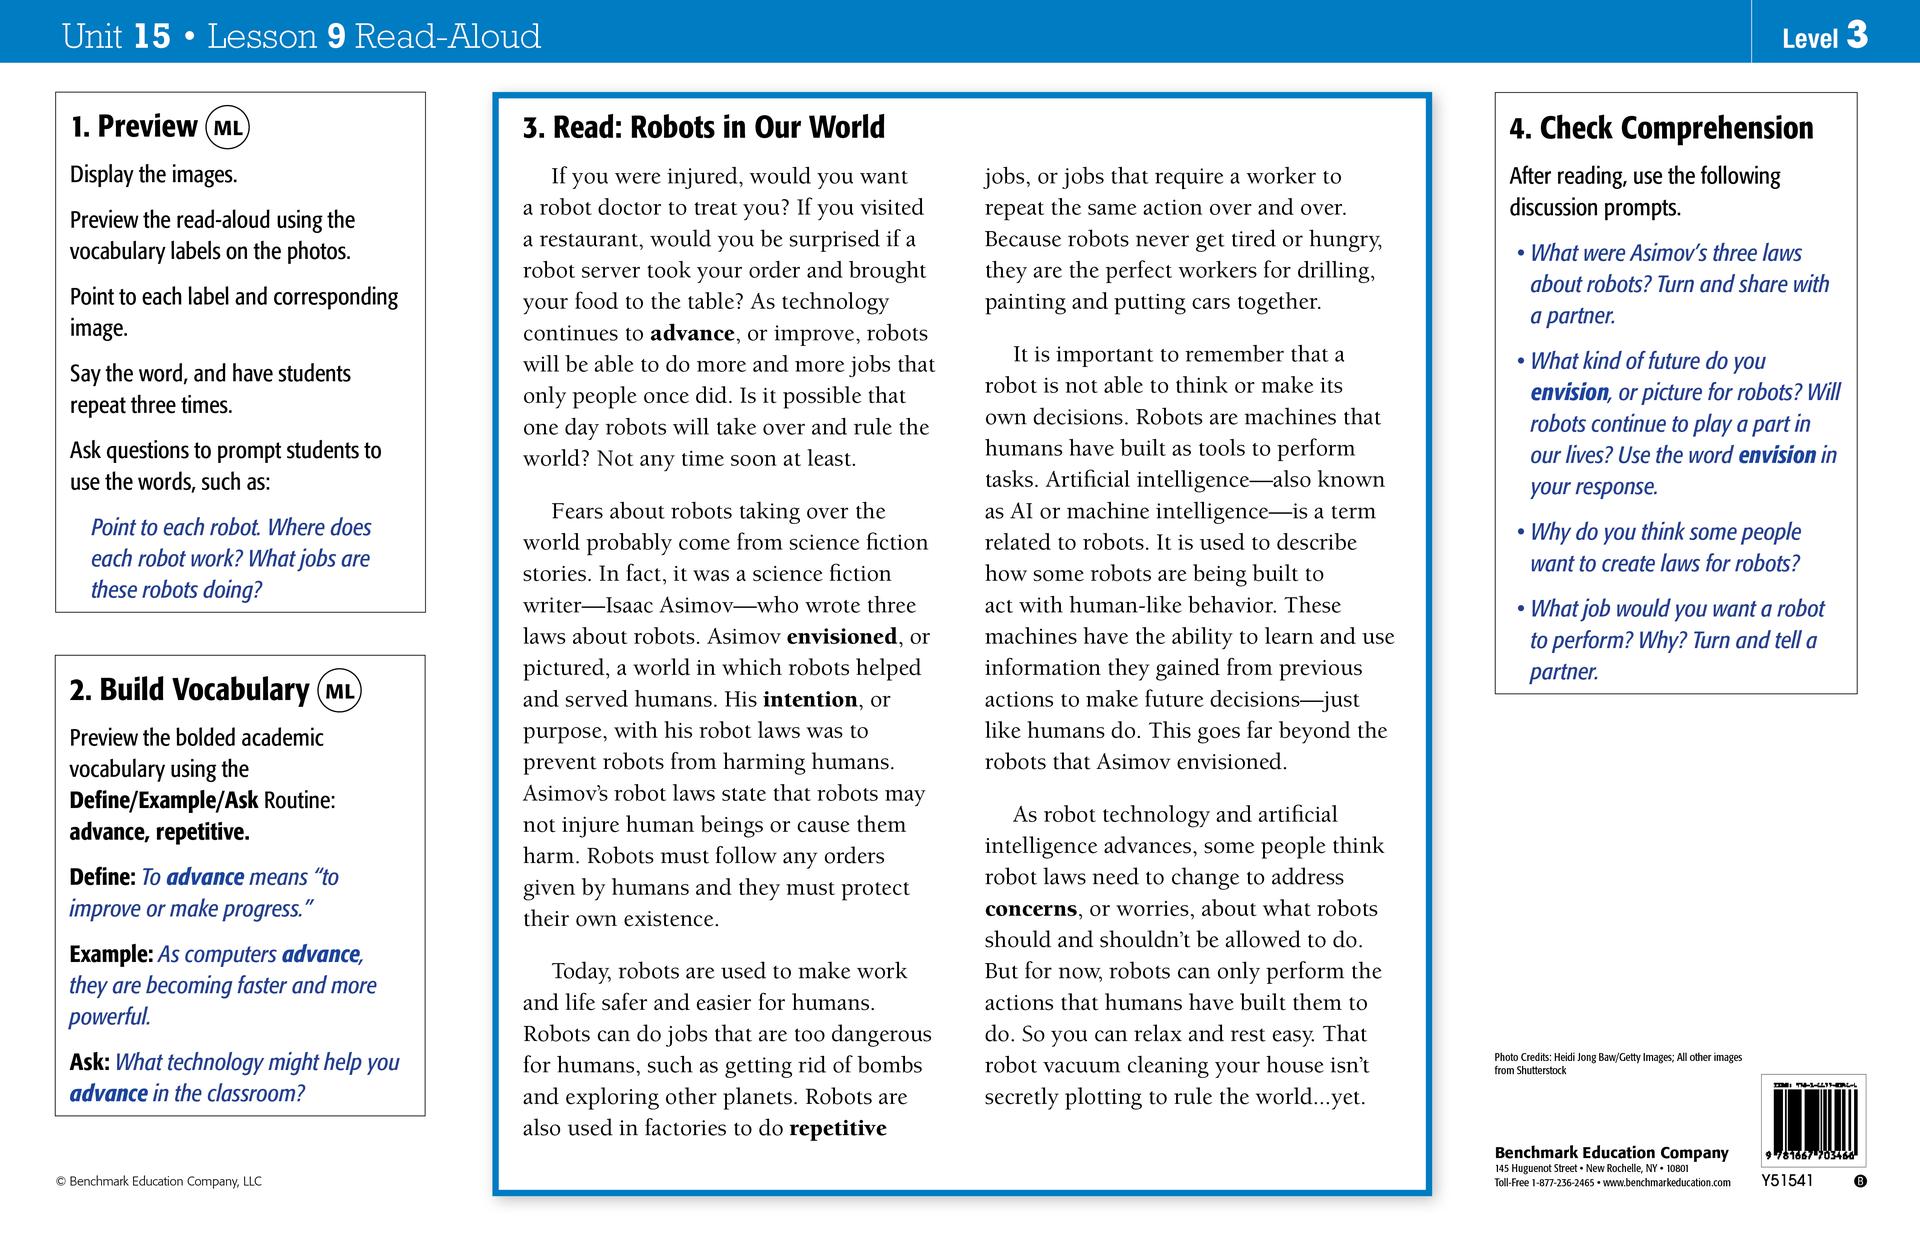 Unit 15 • Lesson 9 Read-Aloud
Level 3
1. Preview ML
Display the images.
Preview the read-aloud using the
vocabulary labels on the photos.
Point to each label and corresponding
image.
Say the word, and have students
repeat three times.
Ask questions to prompt students to
use the words, such as:
Point to each robot. Where does
each robot work? What jobs are
these robots doing?
2. Build Vocabulary ML
Preview the bolded academic
vocabulary using the
Define/Example/Ask Routine:
advance, repetitive.
Define: To advance means “to
improve or make progress.”
Example: As computers advance,
they are becoming faster and more
powerful.
Ask: What technology might help you
advance in the classroom?
© Benchmark Education Company, LLC
3. Read: Robots in Our World
If you were injured, would you want
a robot doctor to treat you? If you visited
a restaurant, would you be surprised if a
robot server took your order and brought
your food to the table? As technology
continues to advance, or improve, robots
will be able to do more and more jobs that
only people once did. Is it possible that
one day robots will take over and rule the
world? Not any time soon at least.
Fears about robots taking over the
world probably come from science fiction
stories. In fact, it was a science fiction
writer—Isaac Asimov—who wrote three
laws about robots. Asimov envisioned, or
pictured, a world in which robots helped
and served humans. His intention, or
purpose, with his robot laws was to
prevent robots from harming humans.
Asimov’s robot laws state that robots may
not injure human beings or cause them
harm. Robots must follow any orders
given by humans and they must protect
their own existence.
Today, robots are used to make work
and life safer and easier for humans.
Robots can do jobs that are too dangerous
for humans, such as getting rid of bombs
and exploring other planets. Robots are
also used in factories to do repetitive
jobs, or jobs that require a worker to
repeat the same action over and over.
Because robots never get tired or hungry,
they are the perfect workers for drilling,
painting and putting cars together.
It is important to remember that a
robot is not able to think or make its
own decisions. Robots are machines that
humans have built as tools to perform
tasks. Artificial intelligence—also known
as AI or machine intelligence—is a term
related to robots. It is used to describe
how some robots are being built to
act with human-like behavior. These
machines have the ability to learn and use
information they gained from previous
actions to make future decisions—just
like humans do. This goes far beyond the
robots that Asimov envisioned.
As robot technology and artificial
intelligence advances, some people think
robot laws need to change to address
concerns, or worries, about what robots
should and shouldn’t be allowed to do.
But for now, robots can only perform the
actions that humans have built them to
do. So you can relax and rest easy. That
robot vacuum cleaning your house isn’t
secretly plotting to rule the world...yet.
4. Check Comprehension
After reading, use the following
discussion prompts.
• What were Asimov’s three laws
about robots? Turn and share with
a partner.
• What kind of future do you
envision, or picture for robots? Will
robots continue to play a part in
our lives? Use the word envision in
your response.
• Why do you think some people
want to create laws for robots?
• What job would you want a robot
to perform? Why? Turn and tell a
partner.
Photo Credits: Heidi Jong Baw/Getty Images; All other images
from Shutterstock
Benchmark Education Company
145 Huguenot Street • New Rochelle, NY • 10801
Toll-Free 1-877-236-2465 • www.benchmarkeducation.com
9 781667 703466
Y51541
B